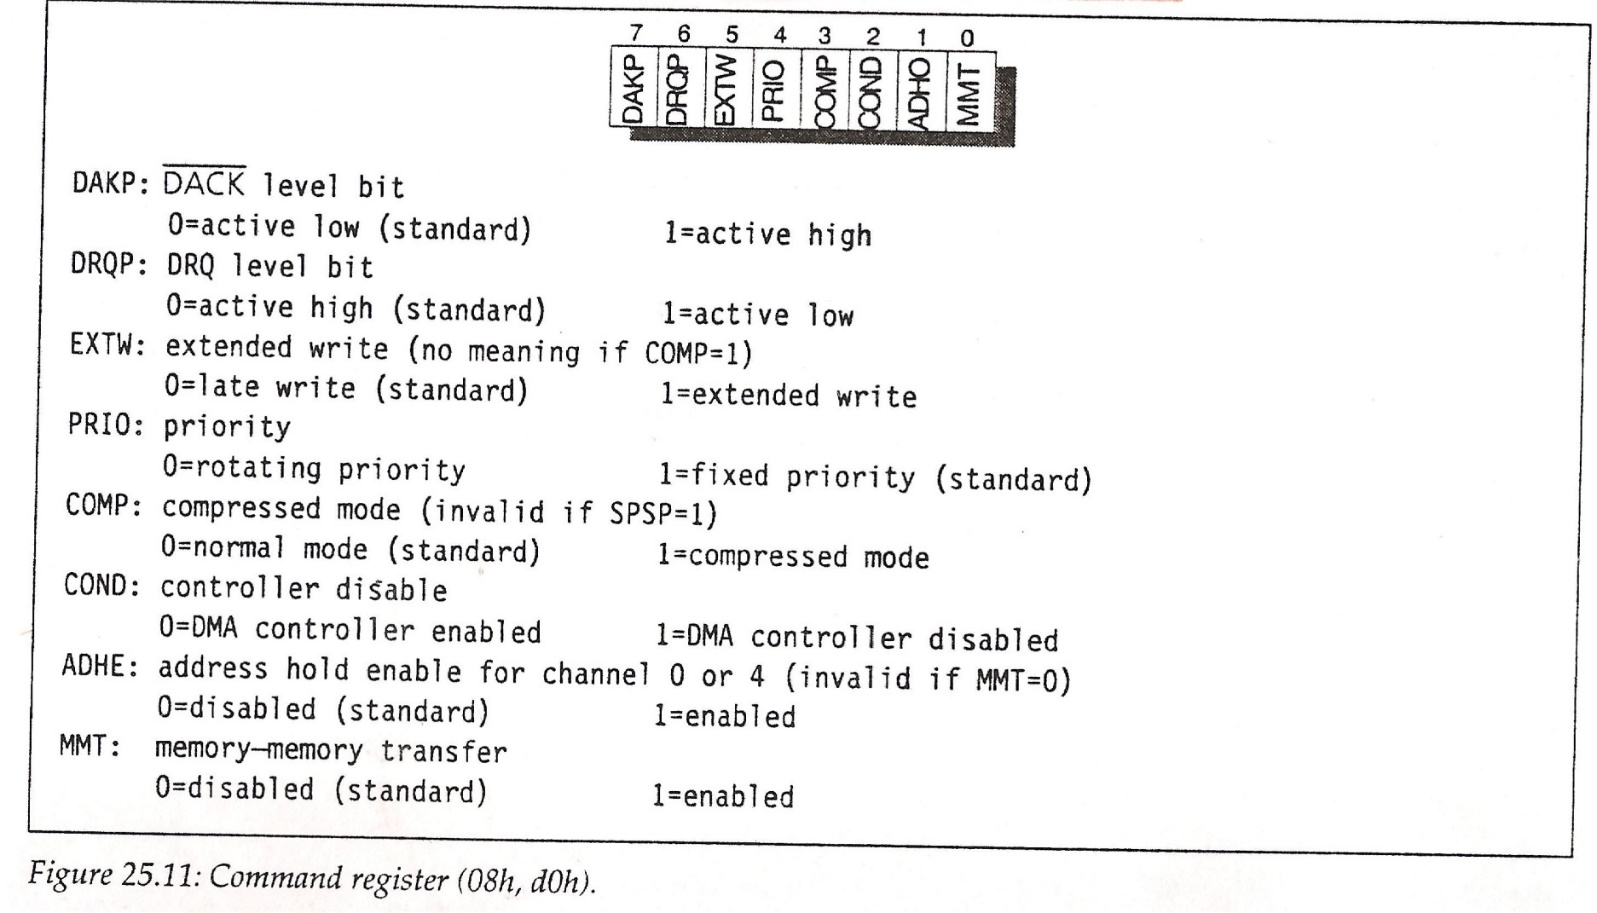 7 6 5 4 3 2 1 0
DAKP DRQP EXTW PRIO COMP COND ADHO MMT
DAKP: DACK level bit
0=active low (standard) 1=active high
DRQP: DRQ level bit
0=active high (standard) 1=active low
EXTW: extended write (no meaning if COMP=1)
0=late write (standard) 1=extended write
PRIO: priority
0=rotating priority 1=fixed priority (standard)
COMP: compressed mode (invalid if SPSP=1)
0=normal mode (standard) 1=compressed mode
COND: controller disable
0=DMA controller enabled 1=DMA controller disabled
ADHE: address hold enable for channel 0 or 4 (invalid if MMT=0)
0=disabled (standard) 1=enabled
MMT: memory–memory transfer
0=disabled (standard) 1=enabled
Figure 25.11: Command register (08h, d0h).